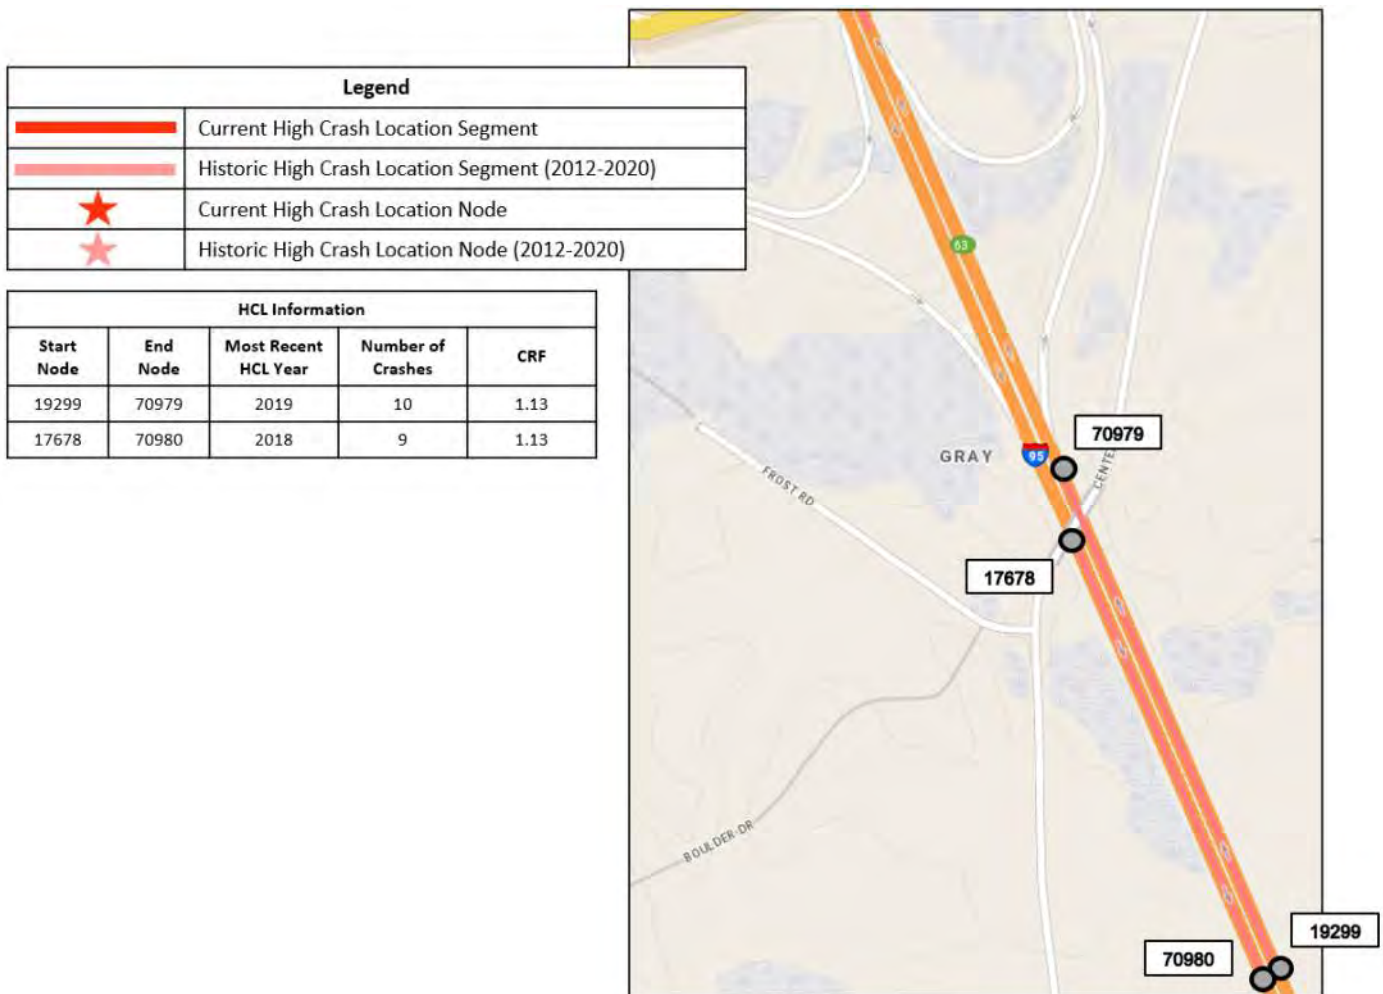 Legend
Current High Crash Location Segment
Historic High Crash Location Segment (2012-2020)
Current High Crash Location Node
Historic High Crash Location Node (2012-2020)
HCL Information
Start Node End Node Most Recent HCL Year Number of Crashes CRF
19299 70979 2019 10 1.13
17678 70980 2018 9 1.13
63
70979
GRAY
95
CENTE
FROST RD
17678
BOULDER DR
19299
70980